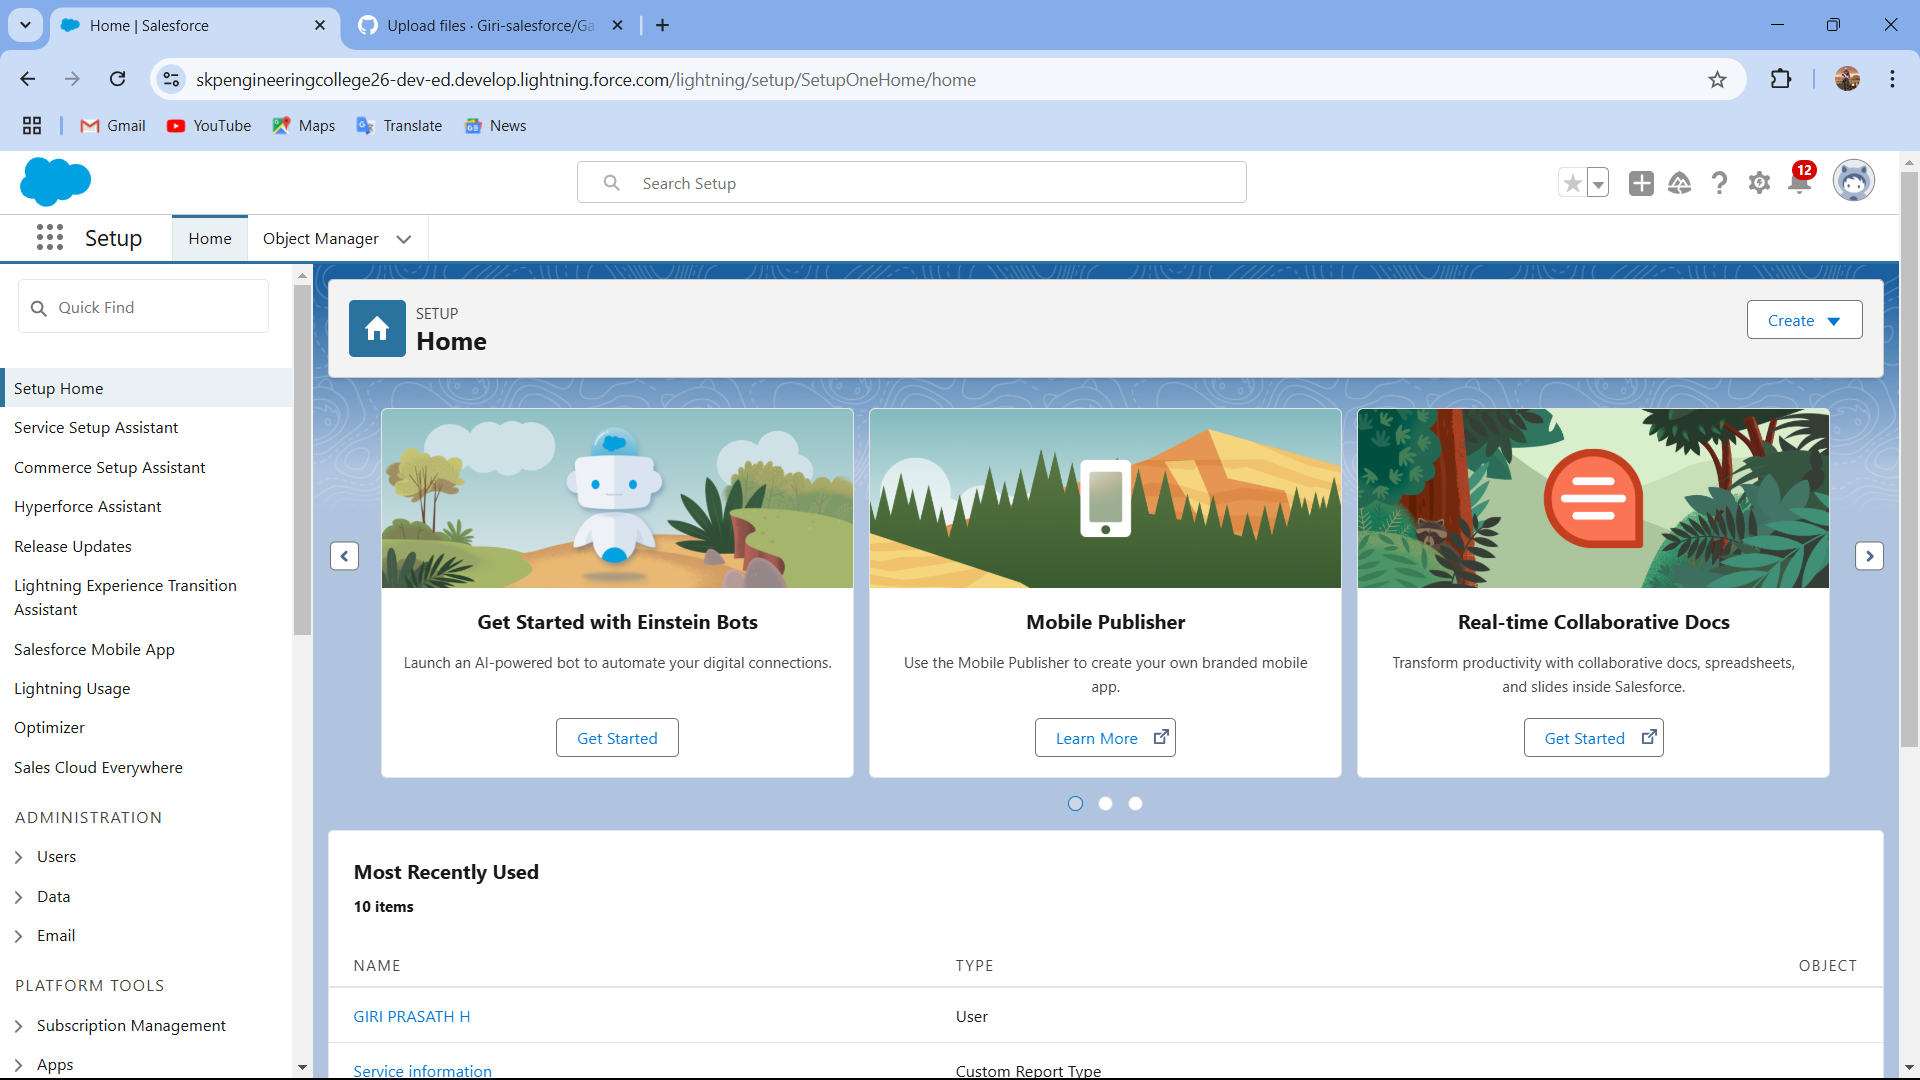 Home | Salesforce
Upload files · Giri-salesforce/Ga
skpengineeringcollege26-dev-ed.develop.lightning.force.com/lightning/setup/SetupOneHome/home
Gmail
YouTube
Maps
Translate
News
Search Setup
12
Setup
Home
Object Manager
Quick Find
Setup Home
Service Setup Assistant
Commerce Setup Assistant
Hyperforce Assistant
Release Updates
Lightning Experience Transition
Assistant
Salesforce Mobile App
Lightning Usage
Optimizer
Sales Cloud Everywhere
ADMINISTRATION
Users
Data
Email
PLATFORM TOOLS
Subscription Management
Apps
SETUP
Home
Create
Get Started with Einstein Bots
Launch an AI-powered bot to automate your digital connections.
Get Started
Mobile Publisher
Use the Mobile Publisher to create your own branded mobile
app.
Learn More
Real-time Collaborative Docs
Transform productivity with collaborative docs, spreadsheets,
and slides inside Salesforce.
Get Started
Most Recently Used
10 items
NAME TYPE OBJECT
GIRI PRASATH H User
Service information Custom Report Type